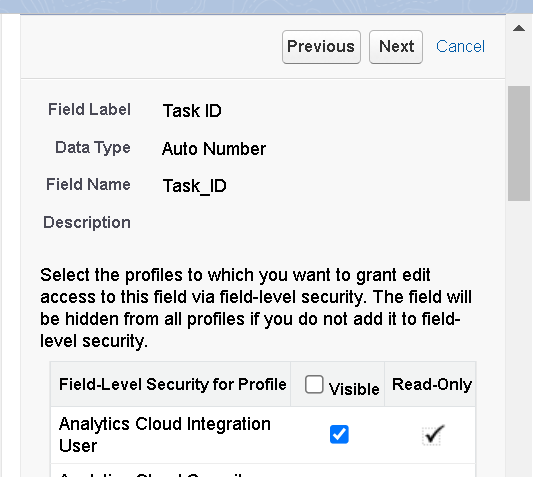 Previous Next Cancel
Field Label Task ID
Data Type Auto Number
Field Name Task_ID
Description
Select the profiles to which you want to grant edit
access to this field via field-level security. The field will
be hidden from all profiles if you do not add it to field-
level security.
Field-Level Security for Profile Visible Read-Only
Analytics Cloud Integration
User